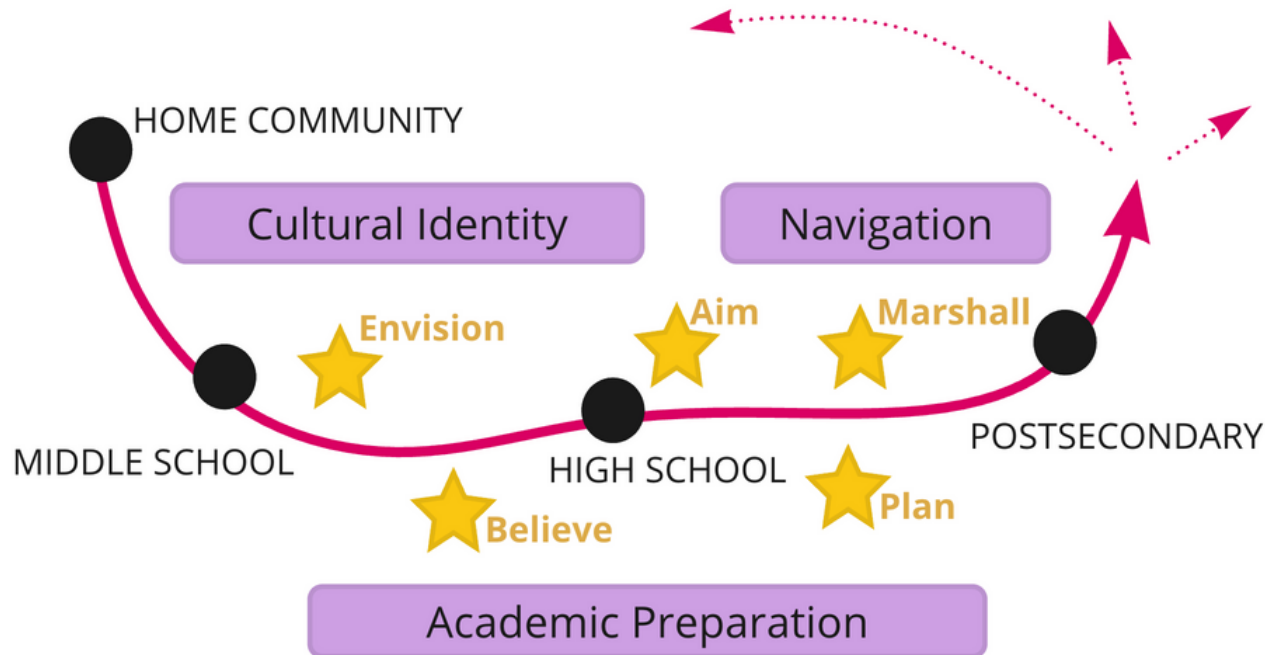 HOME COMMUNITY
Cultural Identity
Navigation
Envision
Aim
Marshall
MIDDLE SCHOOL
HIGH SCHOOL
POSTSECONDARY
Believe
Plan
Academic Preparation